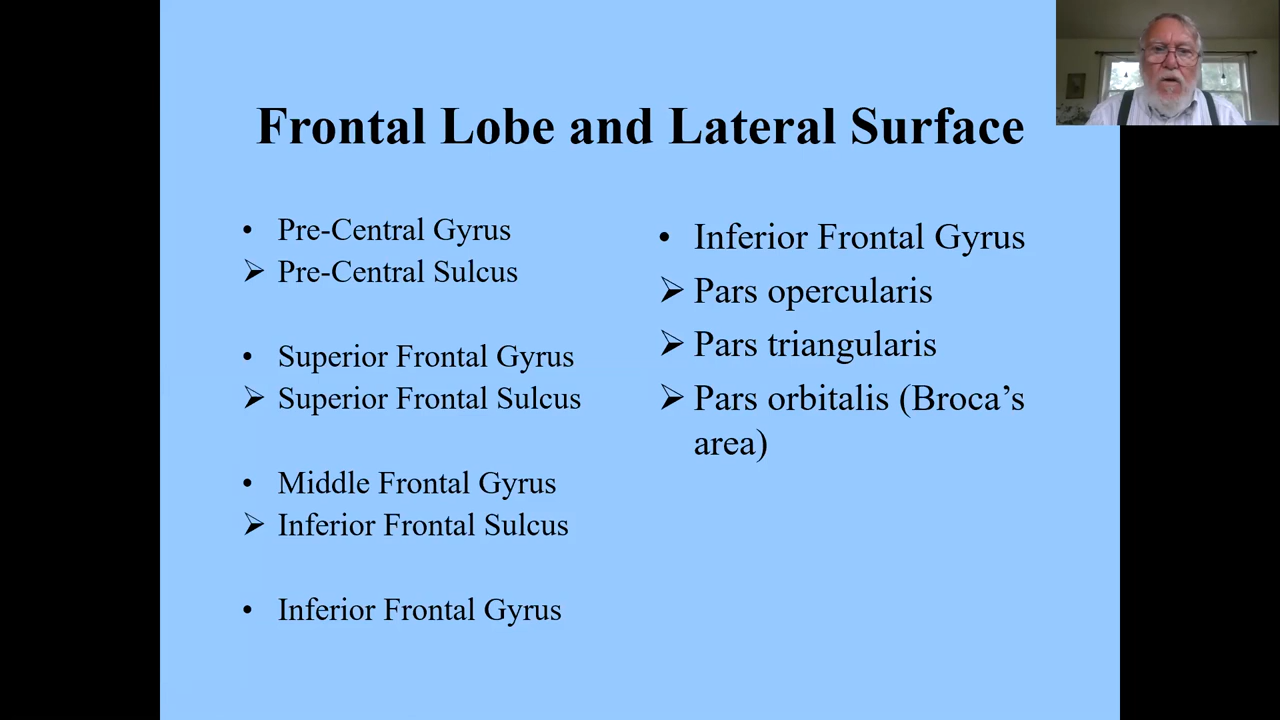 Frontal Lobe and Lateral Surface
• Pre-Central Gyrus
➢ Pre-Central Sulcus
• Superior Frontal Gyrus
➢ Superior Frontal Sulcus
• Middle Frontal Gyrus
➢ Inferior Frontal Sulcus
• Inferior Frontal Gyrus
• Inferior Frontal Gyrus
➢ Pars opercularis
➢ Pars triangularis
➢ Pars orbitalis (Broca’s
area)